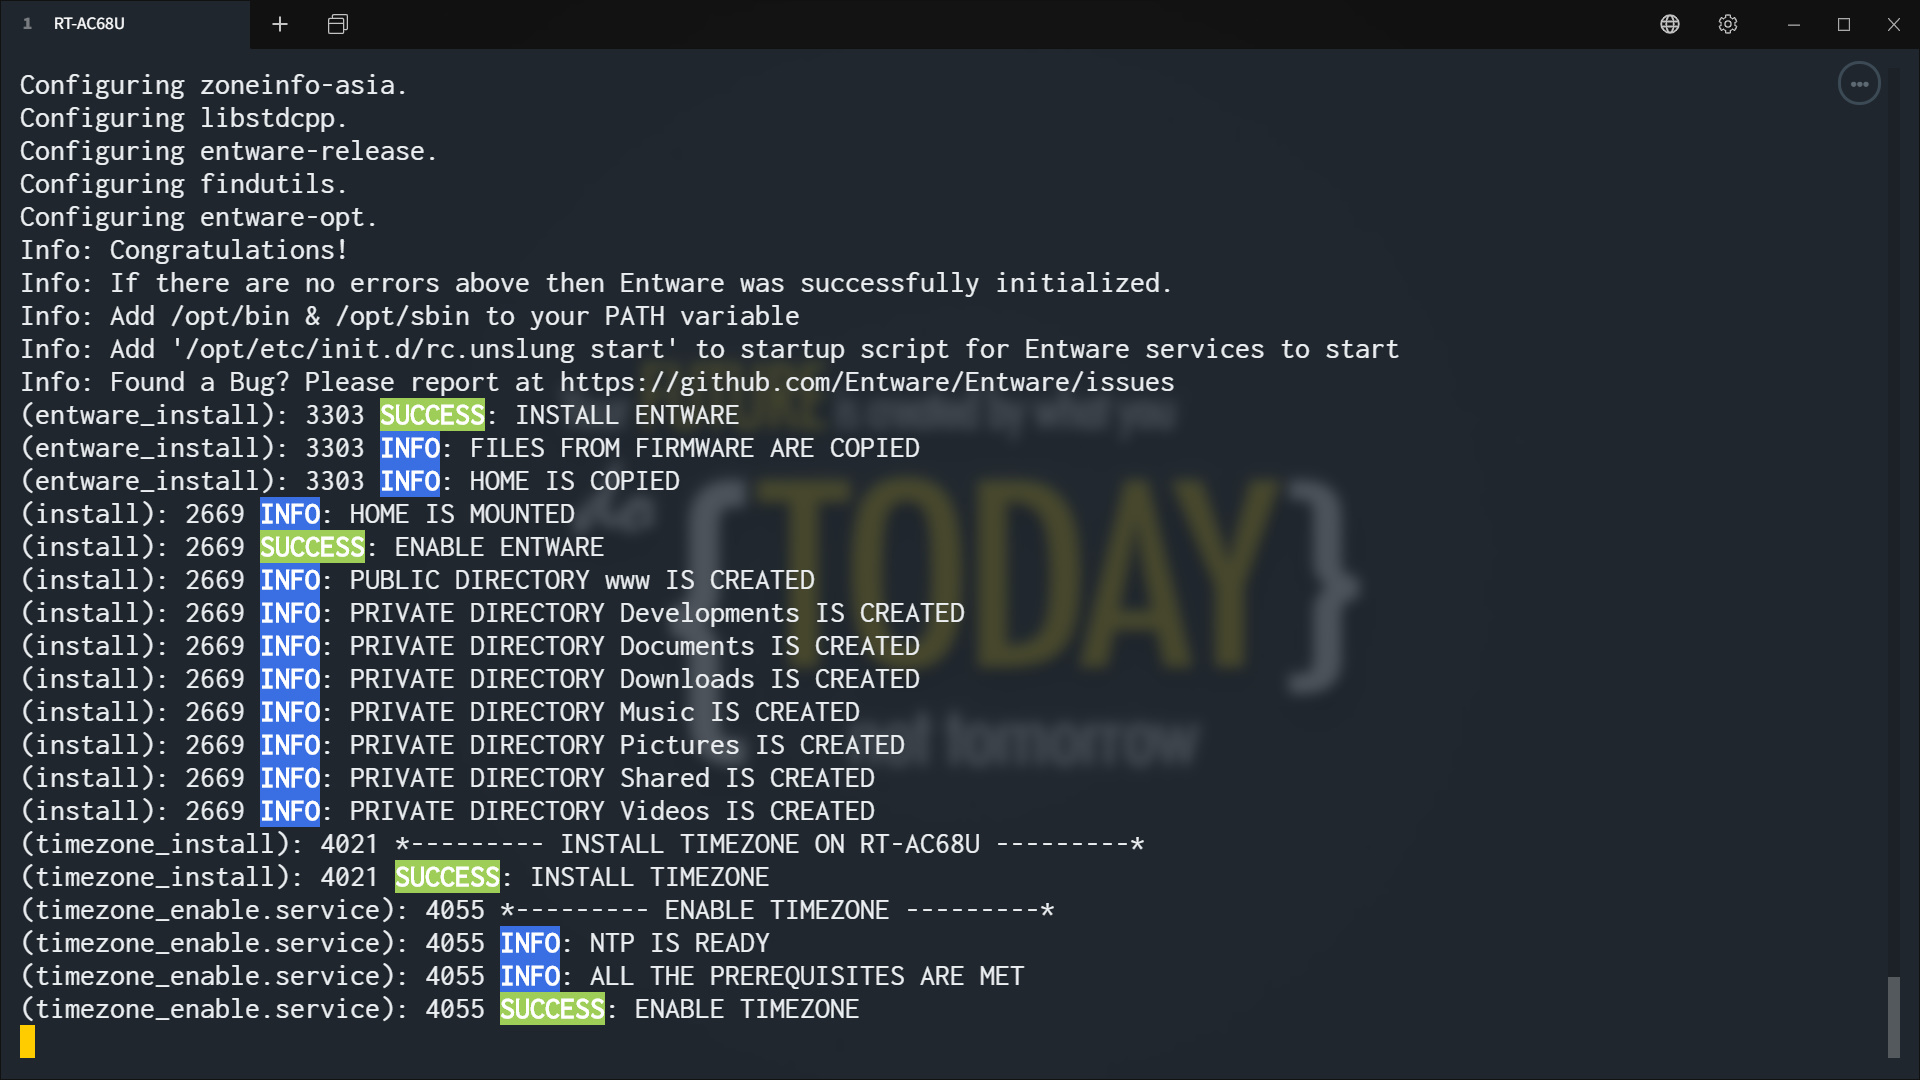 1 RT-AC68U
Configuring zoneinfo-asia.
Configuring libstdcpp.
Configuring entware-release.
Configuring findutils.
Configuring entware-opt.
Info: Congratulations!
Info: If there are no errors above then Entware was successfully initialized.
Info: Add /opt/bin & /opt/sbin to your PATH variable
Info: Add '/opt/etc/init.d/rc.unslung start' to startup script for Entware services to start
Info: Found a Bug? Please report at https://github.com/Entware/Entware/issues
(entware_install): 3303 SUCCESS: INSTALL ENTWARE
(entware_install): 3303 INFO: FILES FROM FIRMWARE ARE COPIED
(entware_install): 3303 INFO: HOME IS COPIED
(install): 2669 INFO: HOME IS MOUNTED
(install): 2669 SUCCESS: ENABLE ENTWARE
(install): 2669 INFO: PUBLIC DIRECTORY www IS CREATED
(install): 2669 INFO: PRIVATE DIRECTORY Developments IS CREATED
(install): 2669 INFO: PRIVATE DIRECTORY Documents IS CREATED
(install): 2669 INFO: PRIVATE DIRECTORY Downloads IS CREATED
(install): 2669 INFO: PRIVATE DIRECTORY Music IS CREATED
(install): 2669 INFO: PRIVATE DIRECTORY Pictures IS CREATED
(install): 2669 INFO: PRIVATE DIRECTORY Shared IS CREATED
(install): 2669 INFO: PRIVATE DIRECTORY Videos IS CREATED
(timezone_install): 4021 *--------- INSTALL TIMEZONE ON RT-AC68U ---------*
(timezone_install): 4021 SUCCESS: INSTALL TIMEZONE
(timezone_enable.service): 4055 *--------- ENABLE TIMEZONE ---------*
(timezone_enable.service): 4055 INFO: NTP IS READY
(timezone_enable.service): 4055 INFO: ALL THE PREREQUISITES ARE MET
(timezone_enable.service): 4055 SUCCESS: ENABLE TIMEZONE
is created by what you
{TODAY}
not tomorrow